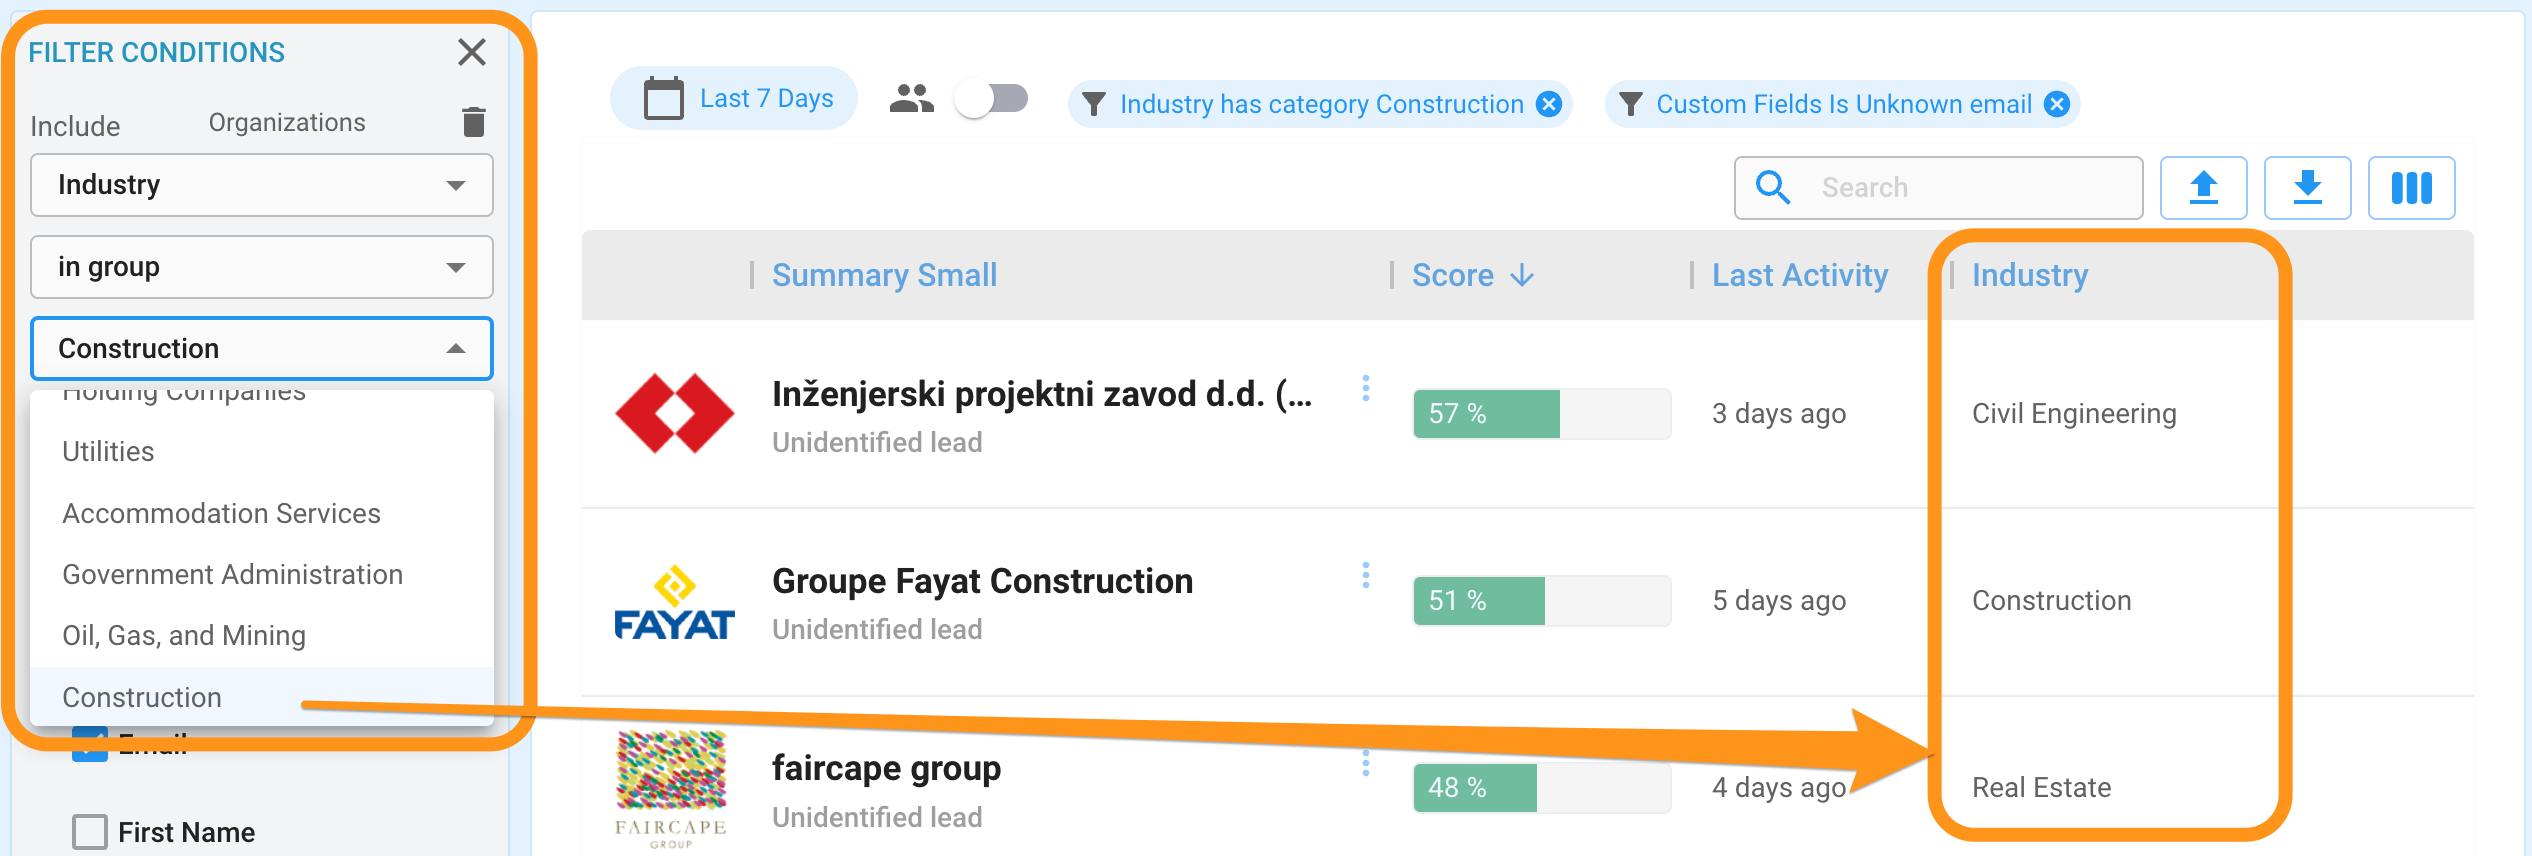 FILTER CONDITIONS
Include Organizations
Industry
in group
Construction
Holding Companies
Utilities
Accommodation Services
Government Administration
Oil, Gas, and Mining
Construction
Email
First Name
Last 7 Days
Industry has category Construction
Custom Fields Is Unknown email
Search
Summary Small Score Last Activity Industry
Inženjerski projektni zavod d.d. (...
Unidentified lead
57 %
3 days ago
Civil Engineering
FAYAT
Groupe Fayat Construction
Unidentified lead
51 %
5 days ago
Construction
FAIRCAPE
GROUP
faircape group
Unidentified lead
48 %
4 days ago
Real Estate